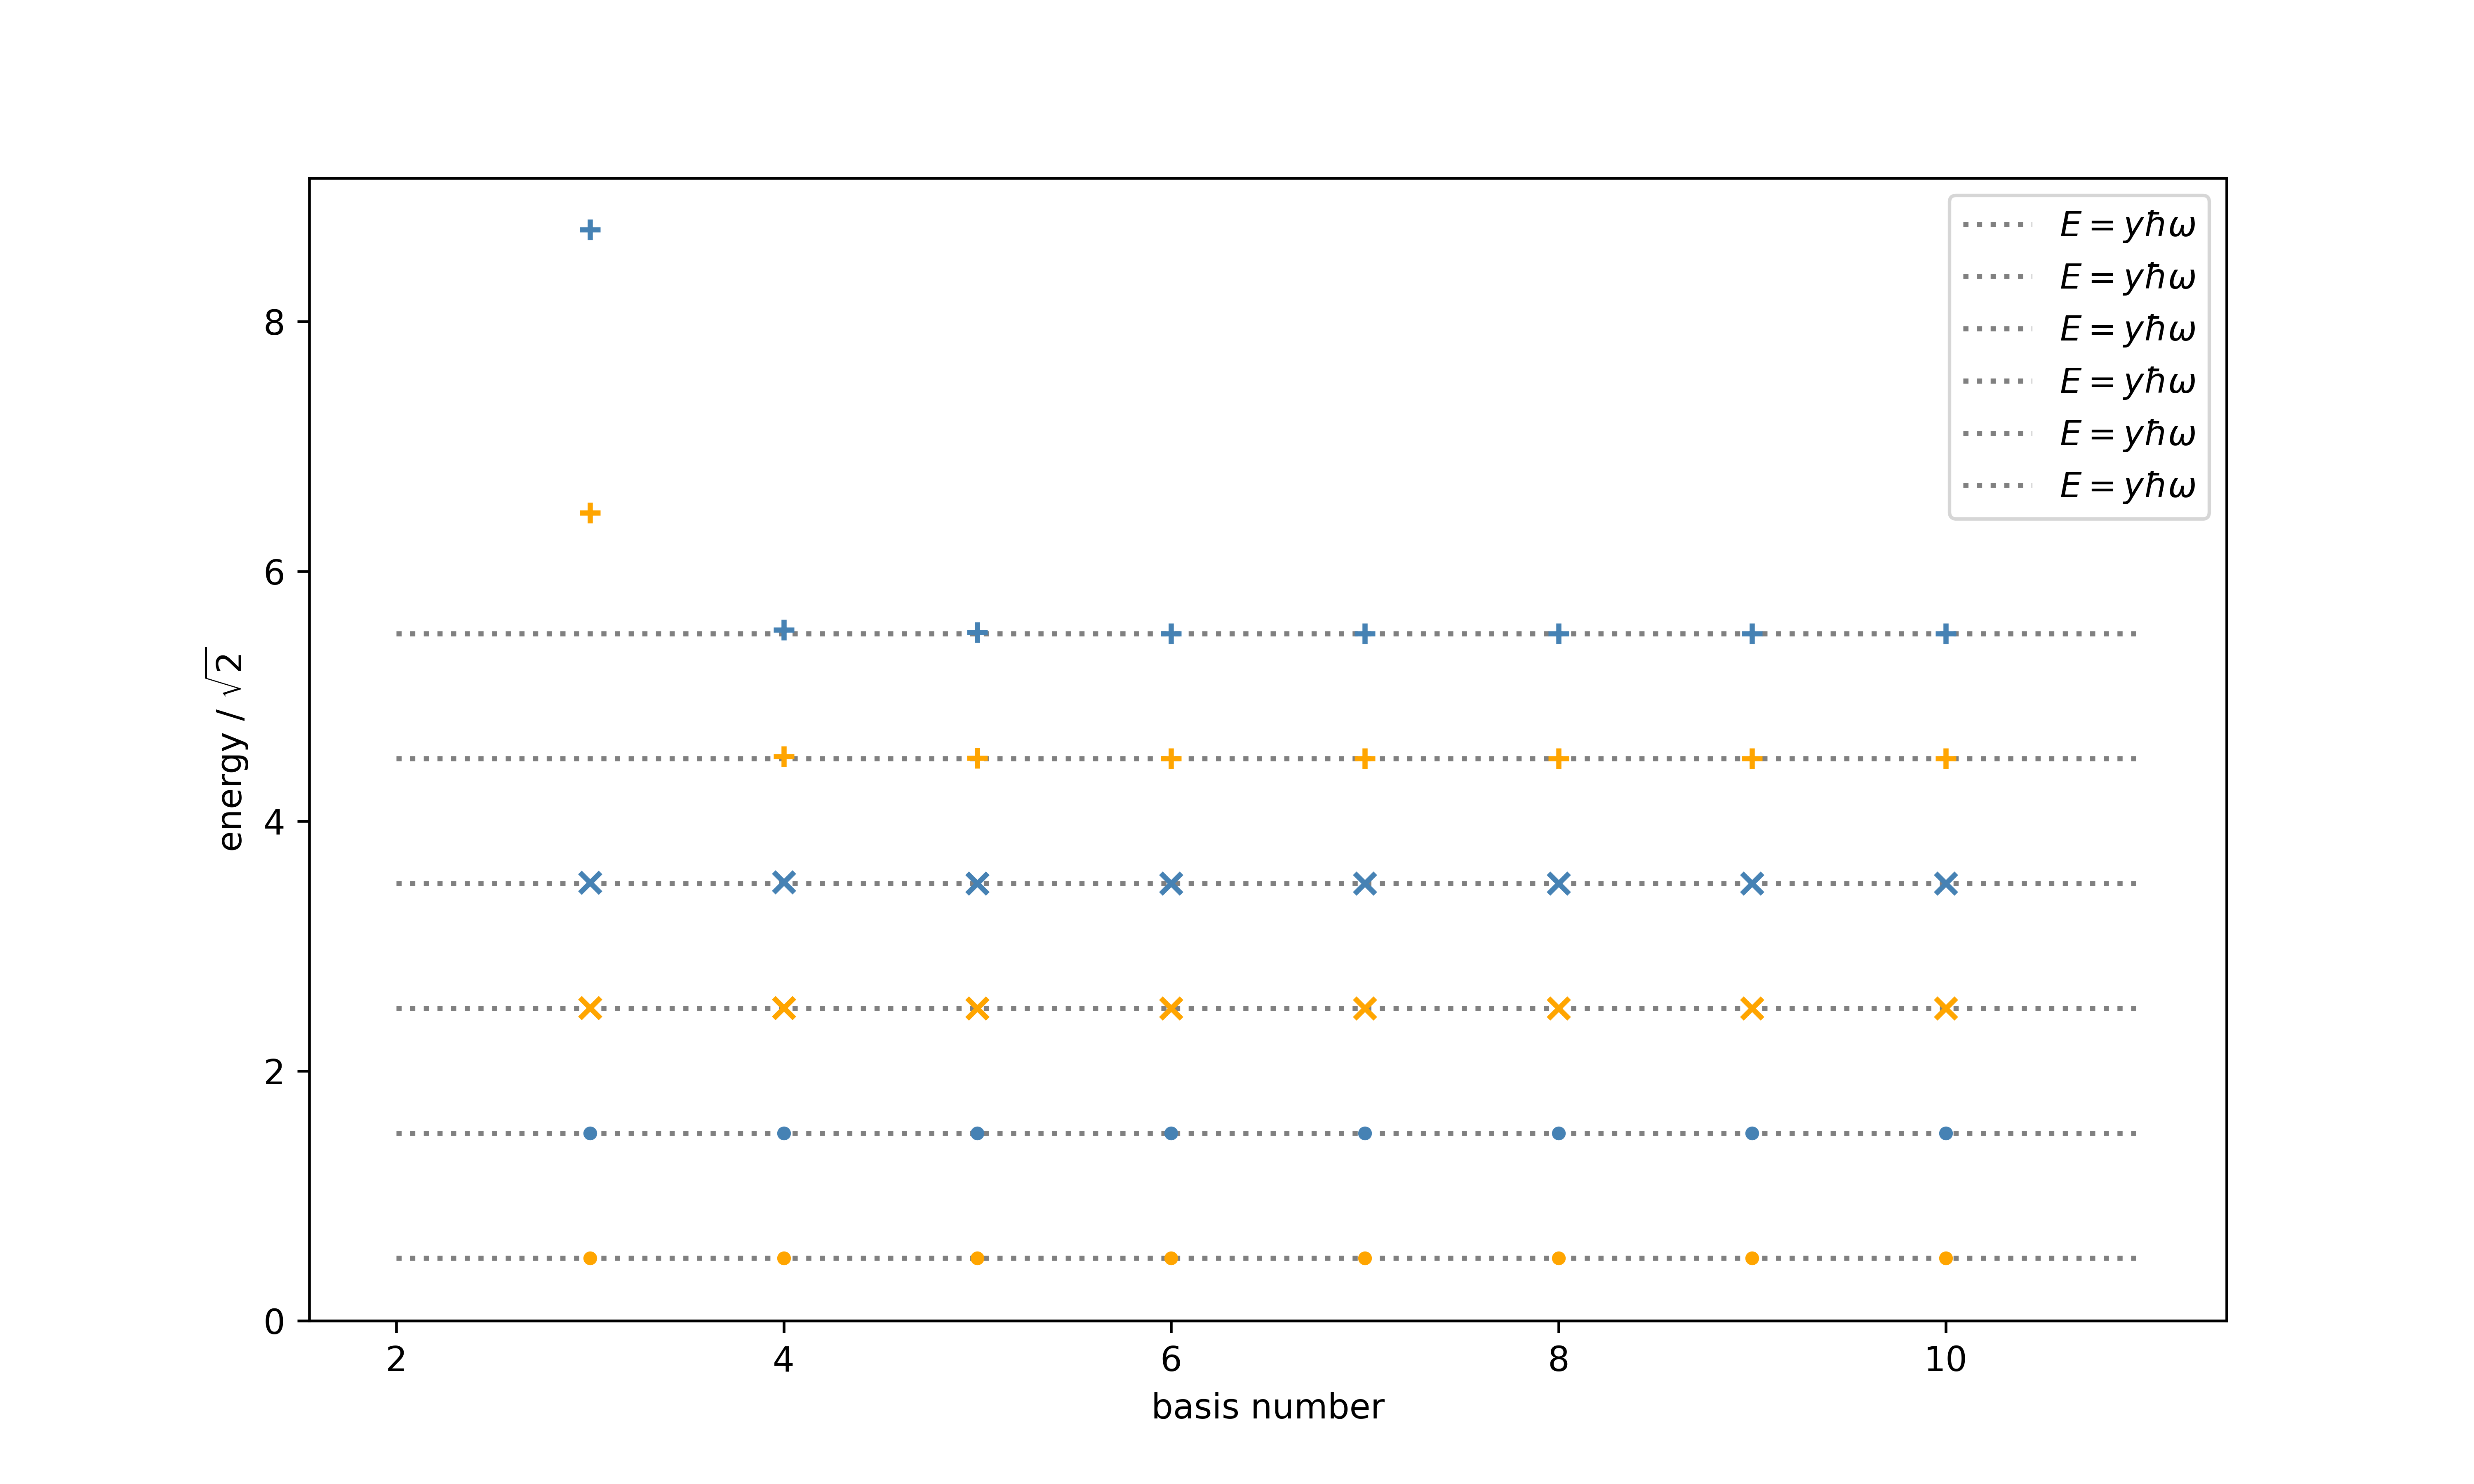 E = yħω
E = yħω
E = yħω
E = yħω
E = yħω
E = yħω
8
6
4
2
0
energy / √2
2 4 6 8 10
basis number